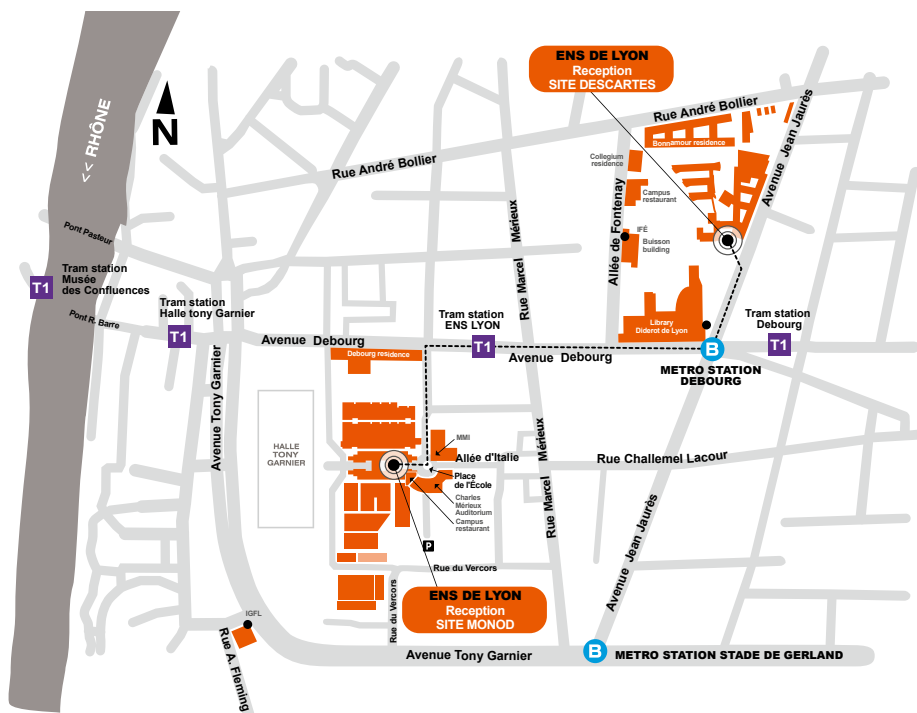 ENS DE LYON
Reception
SITE DESCARTES
Rue André Bollier
Bonnamour residence
Avenue Jean Jaurès
<< RHÔNE
N
Rue André Bollier
Collegium
residence
Campus
restaurant
Allée de Fontenay
IFÉ
Buisson
building
Pont Pasteur
Rue Marcel Mérieux
T1
Tram station
Musée
des Confluences
Pont R. Barre
Tram station
Halle tony Garnier
T1
Tram station
ENS LYON
T1
Library
Diderot de Lyon
Tram station
Debourg
T1
Avenue Debourg
Avenue Debourg
B
METRO STATION
DEBOURG
Debourg residence
Avenue Tony Garnier
HALLE
TONY
GARNIER
MMI
Allée d'Italie
Rue Marcel Mérieux
Rue Challemel Lacour
Place
de l'École
Charles
Mérieux
Auditorium
Campus
restaurant
P
Avenue Jean Jaurès
Rue du Vercors
Rue du Vercors
ENS DE LYON
Reception
SITE MONOD
IGFL
Rue A. Fleming
Avenue Tony Garnier
B
METRO STATION STADE DE GERLAND